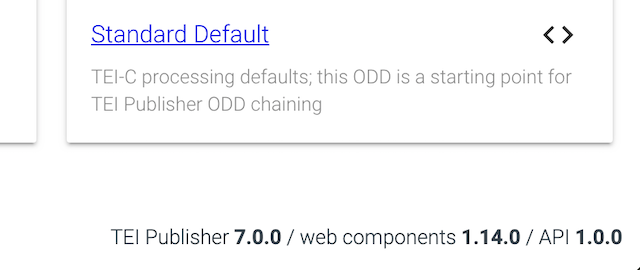 Standard Default
TEI-C processing defaults; this ODD is a starting point for
TEI Publisher ODD chaining
TEI Publisher 7.0.0 / web components 1.14.0 / API 1.0.0